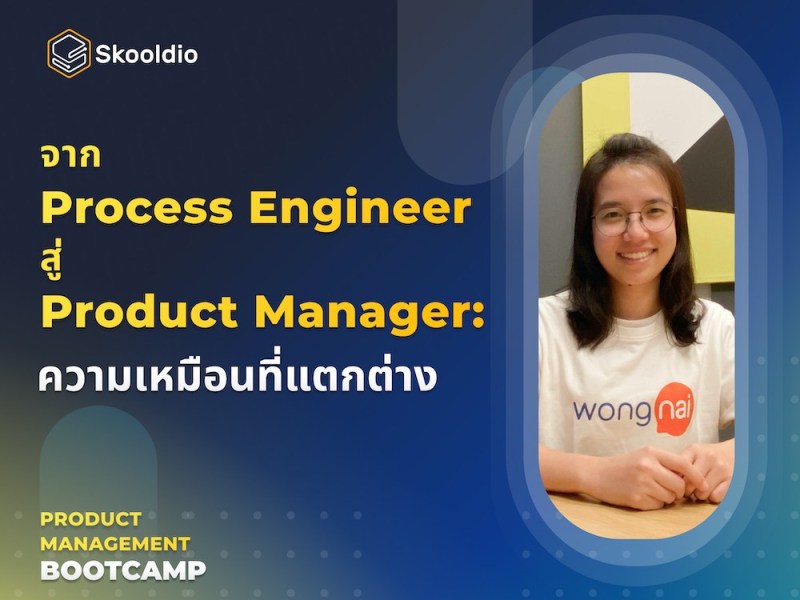 Skooldio
จาก
Process Engineer
สู่
Product Manager:
ความเหมือนที่แตกต่าง
wongnai
PRODUCT
MANAGEMENT
BOOTCAMP